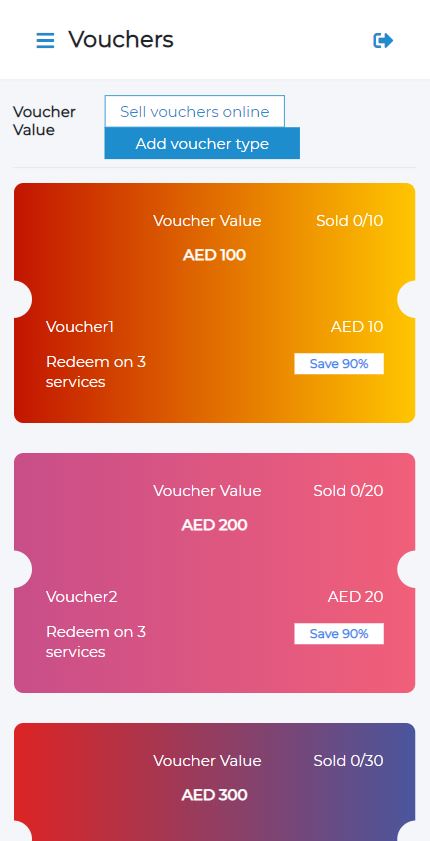 Vouchers
Voucher
Value
Sell vouchers online
Add voucher type
Voucher Value
Sold 0/10
AED 100
Voucher1
AED 10
Redeem on 3
services
Save 90%
Voucher Value
Sold 0/20
AED 200
Voucher2
AED 20
Redeem on 3
services
Save 90%
Voucher Value
Sold 0/30
AED 300